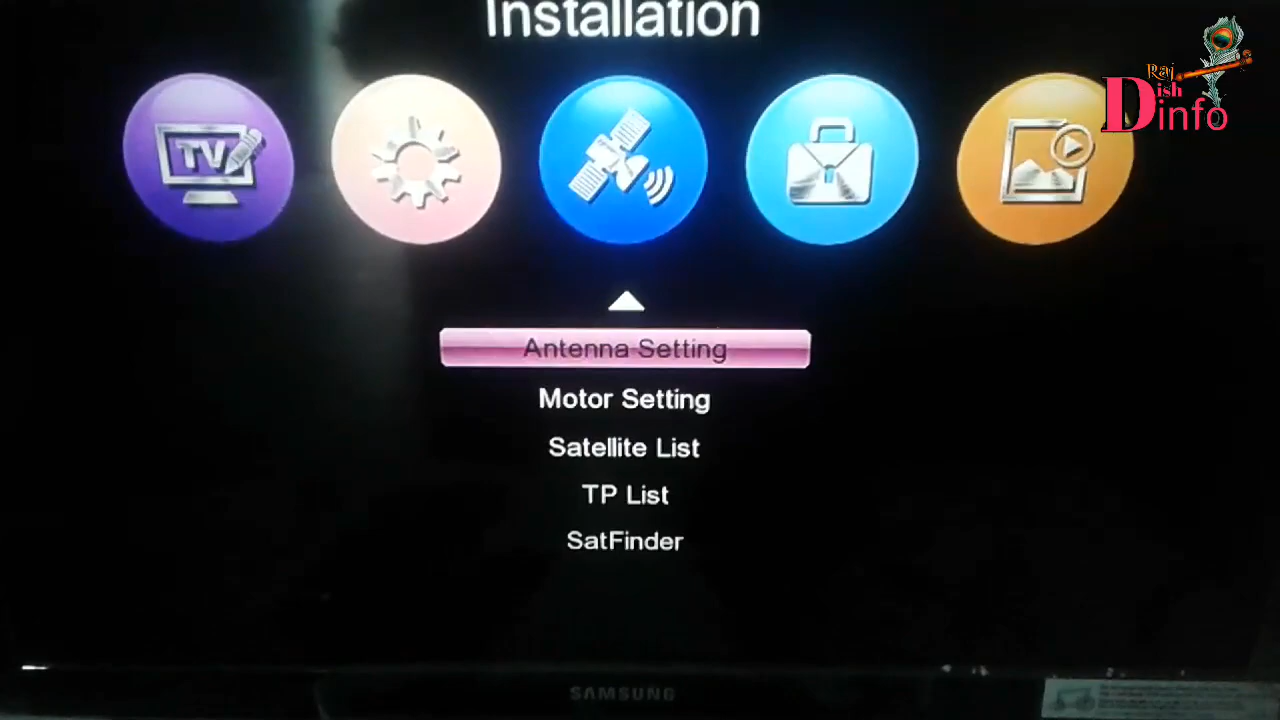 Installation
Raj
Dish
info
TV
Antenna Setting
Motor Setting
Satellite List
TP List
SatFinder
SAMSUNG